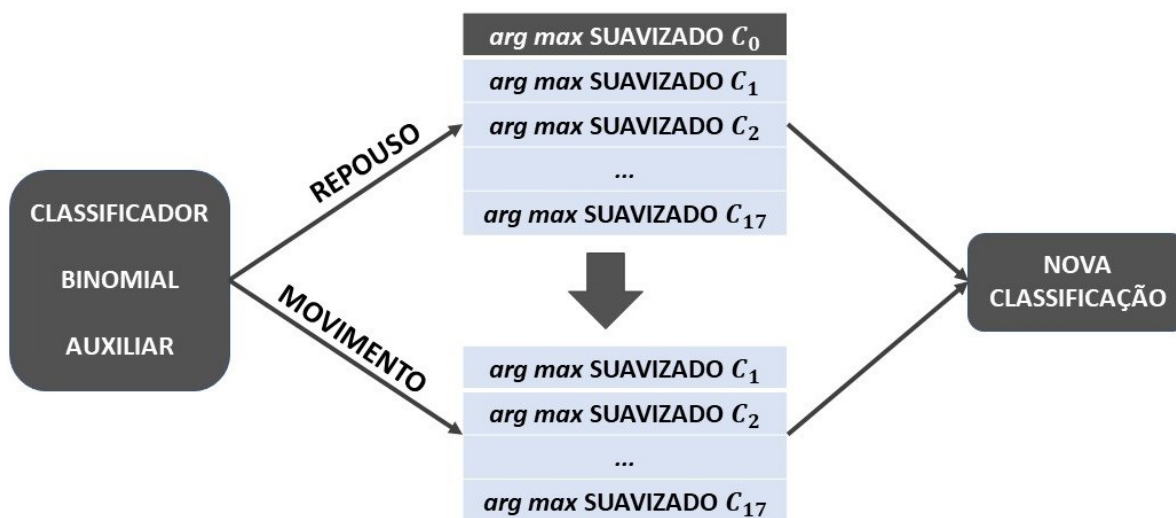 CLASSIFICADOR
BINOMIAL
AUXILIAR
REPOUSO
MOVIMENTO
arg max SUAVIZADO C₀
arg max SUAVIZADO C₁
arg max SUAVIZADO C₂
...
arg max SUAVIZADO C₁₇
arg max SUAVIZADO C₁
arg max SUAVIZADO C₂
...
arg max SUAVIZADO C₁₇
NOVA
CLASSIFICAÇÃO